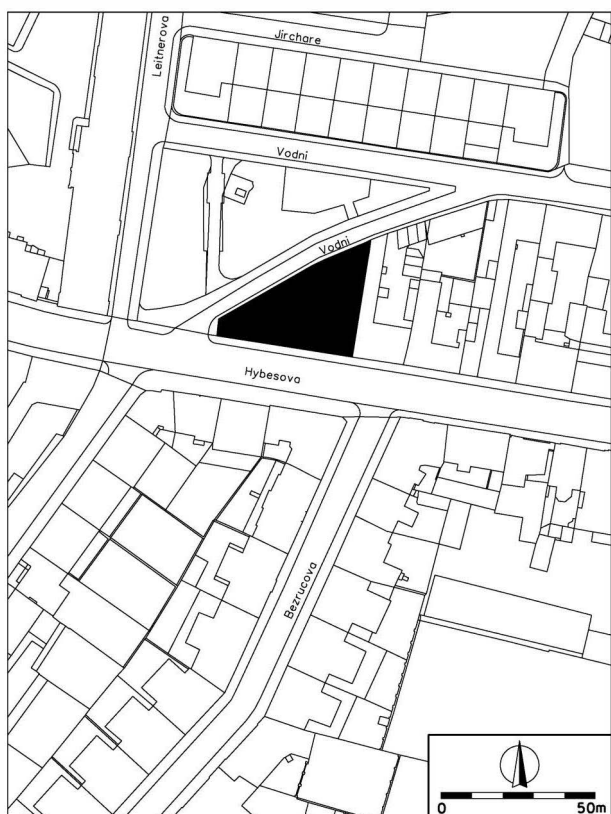 Jirchare
Leitnerova
Vodni
Vodni
Hybesova
Bezrucova
0 50m